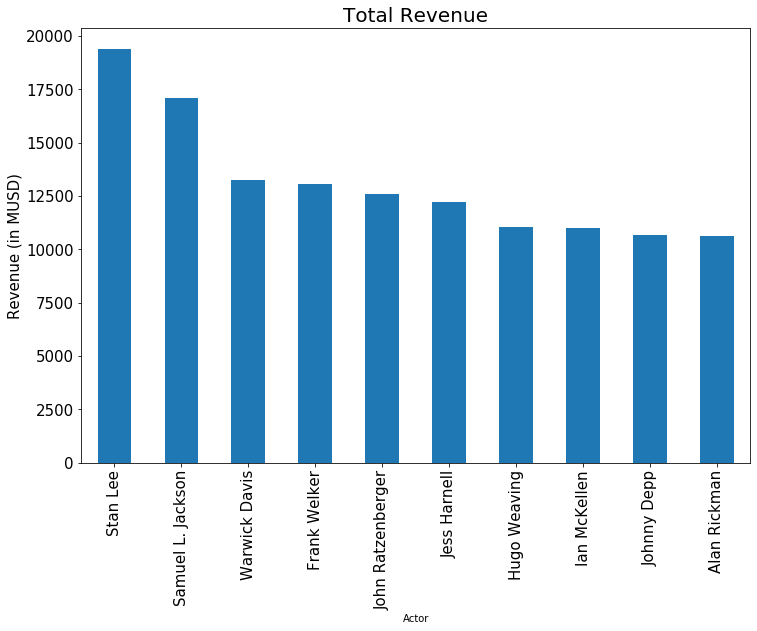 Total Revenue
Revenue (in MUSD)
20000
17500
15000
12500
10000
7500
5000
2500
0
Stan Lee
Samuel L. Jackson
Warwick Davis
Frank Welker
John Ratzenberger
Jess Harnell
Hugo Weaving
Ian McKellen
Johnny Depp
Alan Rickman
Actor